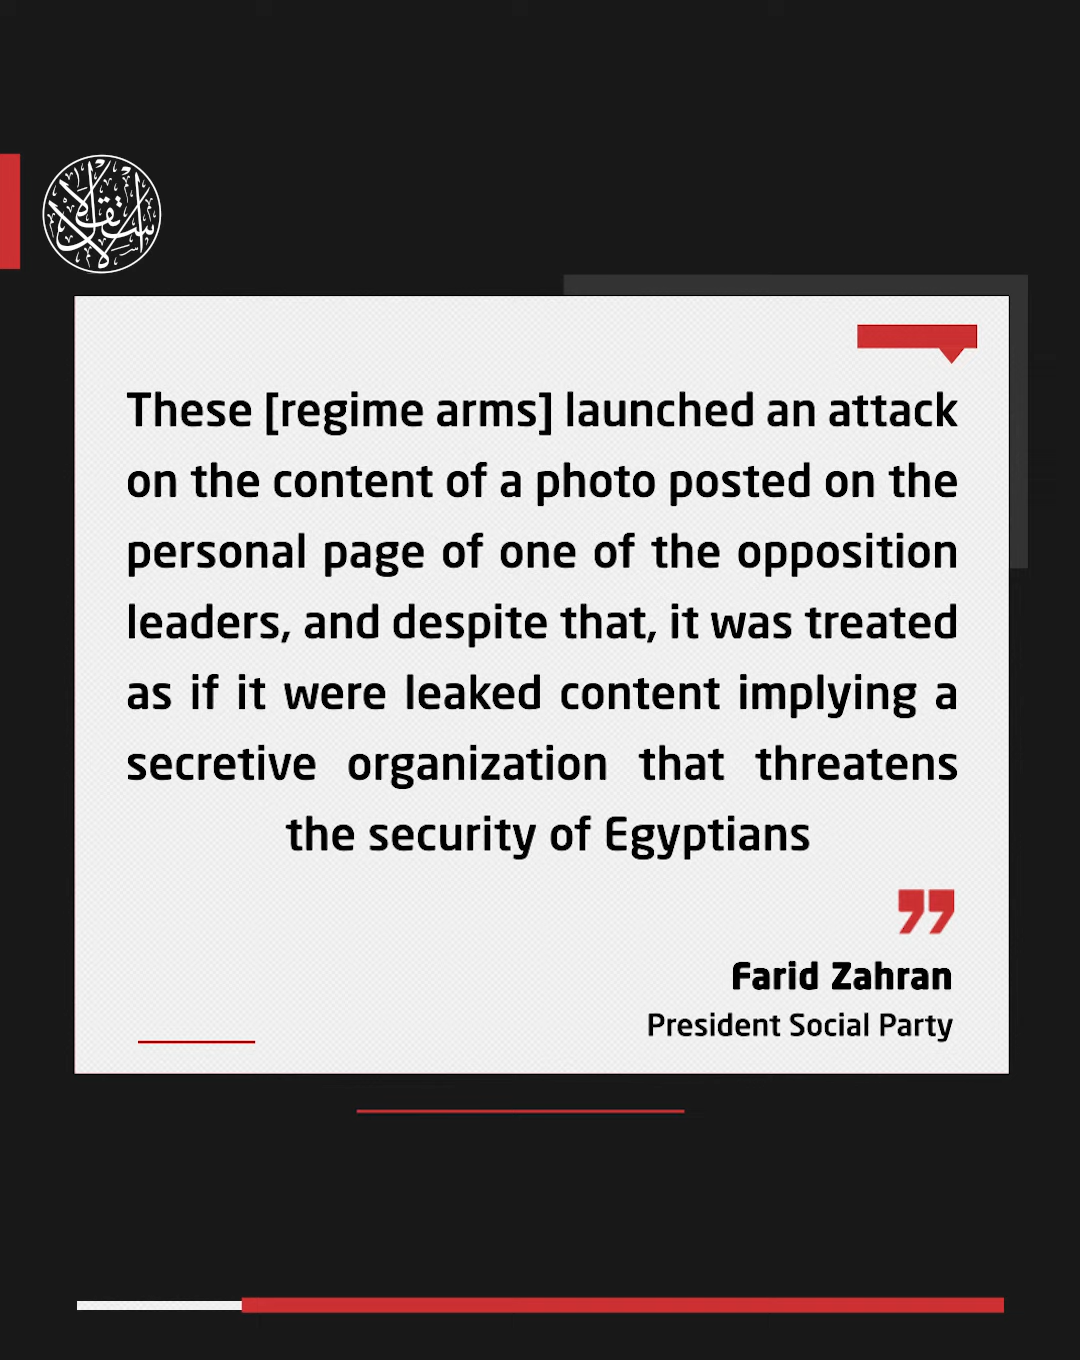 استقلال
These [regime arms] launched an attack
on the content of a photo posted on the
personal page of one of the opposition
leaders, and despite that, it was treated
as if it were leaked content implying a
secretive organization that threatens
the security of Egyptians
”
Farid Zahran
President Social Party